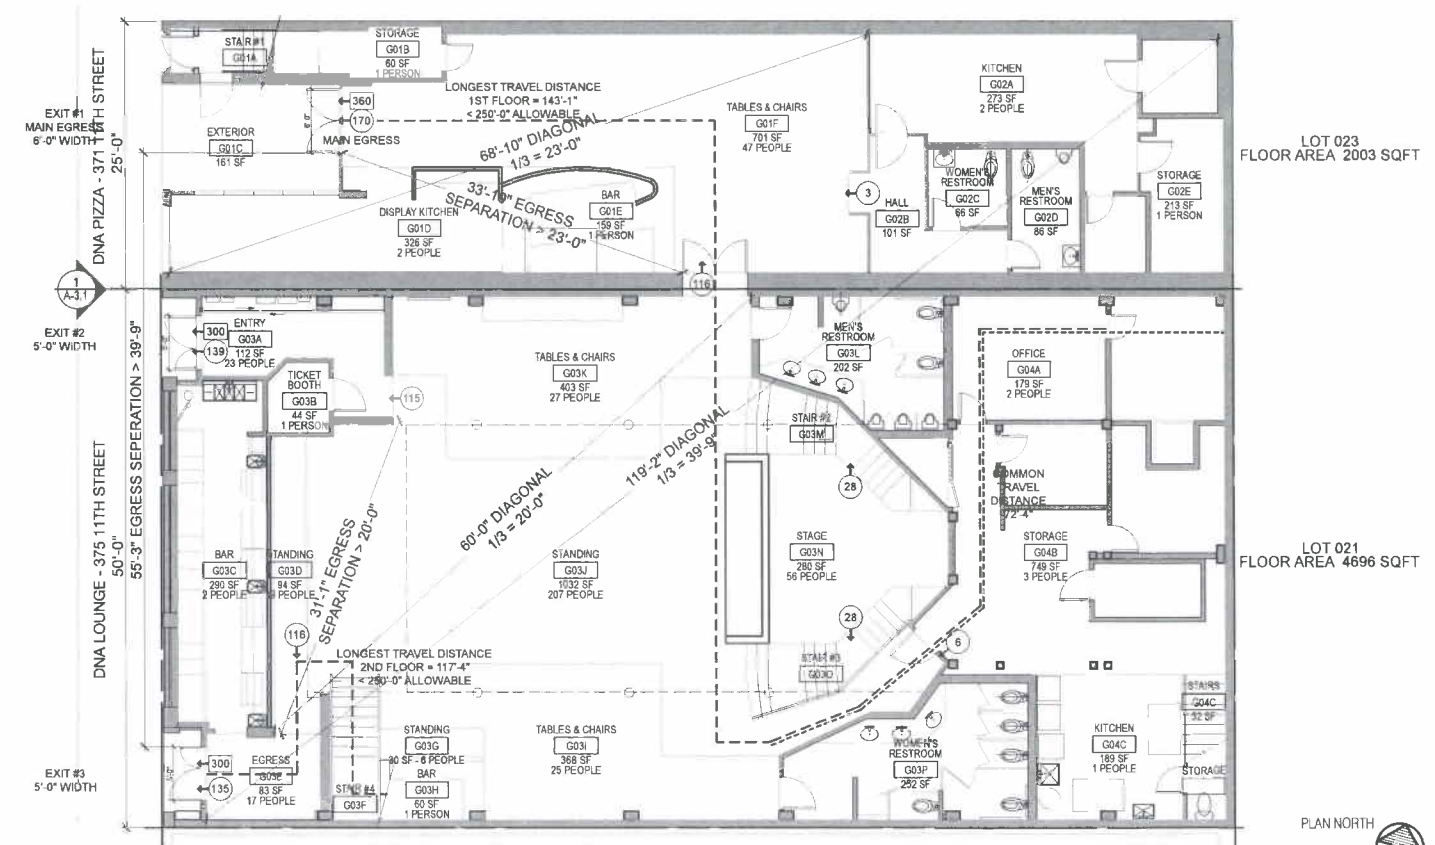 STAIR #1
G01A
STORAGE
G01B
60 SF
1 PERSON
EXIT #1
MAIN EGRESS
6'-0" WIDTH
DNA PIZZA - 371 11TH STREET
25'-0"
EXTERIOR
G01C
161 SF
360
170
MAIN EGRESS
LONGEST TRAVEL DISTANCE
1ST FLOOR = 143'-1"
< 250'-0" ALLOWABLE
68'-10" DIAGONAL
1/3 = 23'-0"
33'-10" EGRESS
SEPARATION > 23'-0"
DISPLAY KITCHEN
G01D
326 SF
2 PEOPLE
BAR
G01E
159 SF
1 PERSON
TABLES & CHAIRS
G01F
701 SF
47 PEOPLE
3
HALL
G02B
101 SF
KITCHEN
G02A
273 SF
2 PEOPLE
WOMEN'S
RESTROOM
G02C
66 SF
MEN'S
RESTROOM
G02D
86 SF
STORAGE
G02E
213 SF
1 PERSON
LOT 023
FLOOR AREA 2003 SQFT
1
A-3.1
116
EXIT #2
5'-0" WIDTH
300
139
ENTRY
G03A
112 SF
23 PEOPLE
TICKET
BOOTH
G03B
44 SF
1 PERSON
115
TABLES & CHAIRS
G03K
403 SF
27 PEOPLE
MEN'S
RESTROOM
G03L
202 SF
OFFICE
G04A
179 SF
2 PEOPLE
55'-3" EGRESS SEPERATION > 39'-9"
DNA LOUNGE - 375 11TH STREET
50'-0"
STAIR #2
G03M
28
119'-2" DIAGONAL
1/3 = 39'-9"
60'-0" DIAGONAL
1/3 = 20'-0"
31'-1" EGRESS
SEPARATION > 20'-0"
COMMON
TRAVEL
DISTANCE
72'-4"
BAR
G03C
290 SF
2 PEOPLE
STANDING
G03D
94 SF
PEOPLE
STANDING
G03J
1032 SF
207 PEOPLE
STAGE
G03N
280 SF
56 PEOPLE
STORAGE
G04B
749 SF
3 PEOPLE
LOT 021
FLOOR AREA 4696 SQFT
28
6
116
LONGEST TRAVEL DISTANCE
2ND FLOOR = 117'-4"
< 250'-0" ALLOWABLE
STAIR #3
G03O
STAIRS
G04C
52 SF
EXIT #3
5'-0" WIDTH
300
135
EGRESS
G03E
83 SF
17 PEOPLE
STAIR #4
G03F
STANDING
G03G
30 SF - 6 PEOPLE
BAR
G03H
60 SF
1 PERSON
TABLES & CHAIRS
G03I
368 SF
25 PEOPLE
WOMEN'S
RESTROOM
G03P
252 SF
KITCHEN
G04C
189 SF
1 PEOPLE
STORAGE
PLAN NORTH